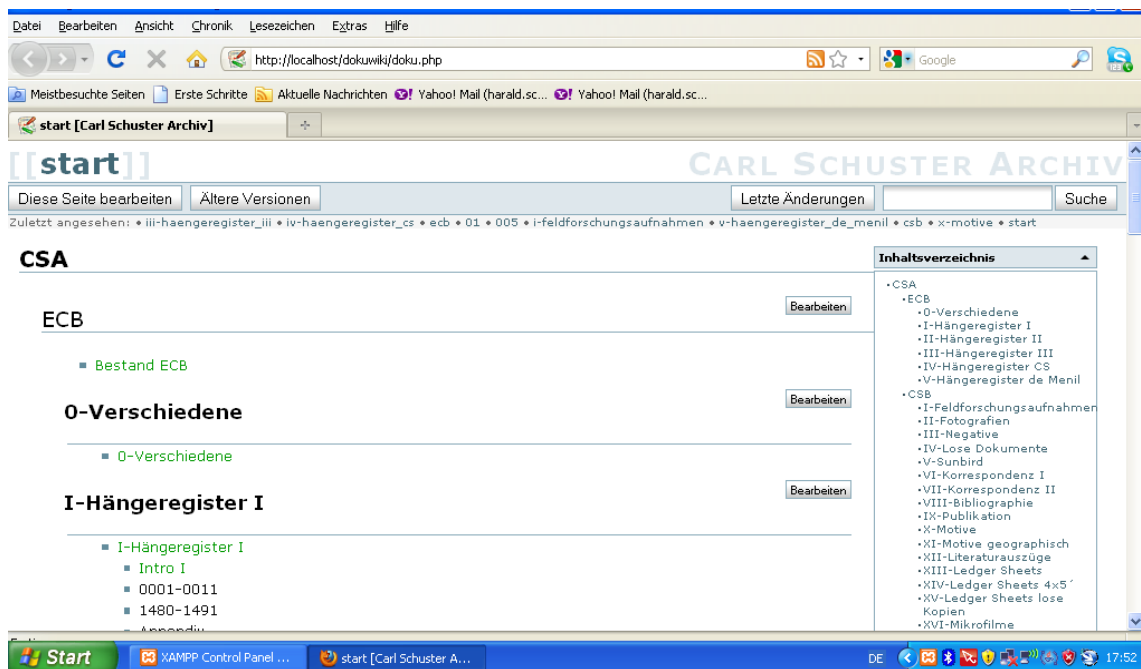 Datei Bearbeiten Ansicht Chronik Lesezeichen Extras Hilfe
http://localhost/dokuwiki/doku.php
Google
Meistbesuchte Seiten Erste Schritte Aktuelle Nachrichten Yahoo! Mail (harald.sc... Yahoo! Mail (harald.sc...
start [Carl Schuster Archiv]
[[start]] CARL SCHUSTER ARCHIV
Diese Seite bearbeiten Ältere Versionen Letzte Änderungen Suche
Zuletzt angesehen: • iii-haengeregister_iii • iv-haengeregister_cs • ecb • 01 • 005 • i-feldforschungsaufnahmen • v-haengeregister_de_menil • csb • x-motive • start
CSA
Bearbeiten
ECB
Bestand ECB
Bearbeiten
0-Verschiedene
0-Verschiedene
Bearbeiten
I-Hängeregister I
I-Hängeregister I
Intro I
0001-0011
1480-1491
Inhaltsverzeichnis
CSA
ECB
0-Verschiedene
I-Hängeregister I
II-Hängeregister II
III-Hängeregister III
IV-Hängeregister CS
V-Hängeregister de Menil
CSB
I-Feldforschungsaufnahmen
II-Fotografien
III-Negative
IV-Lose Dokumente
V-Sunbird
VI-Korrespondenz I
VII-Korrespondenz II
VIII-Bibliographie
IX-Publikation
X-Motive
XI-Motive geographisch
XII-Literaturauszüge
XIII-Ledger Sheets
XIV-Ledger Sheets 4x5´
XV-Ledger Sheets lose
Kopien
XVI-Mikrofilme
Start XAMPP Control Panel ... start [Carl Schuster A... DE 17:52